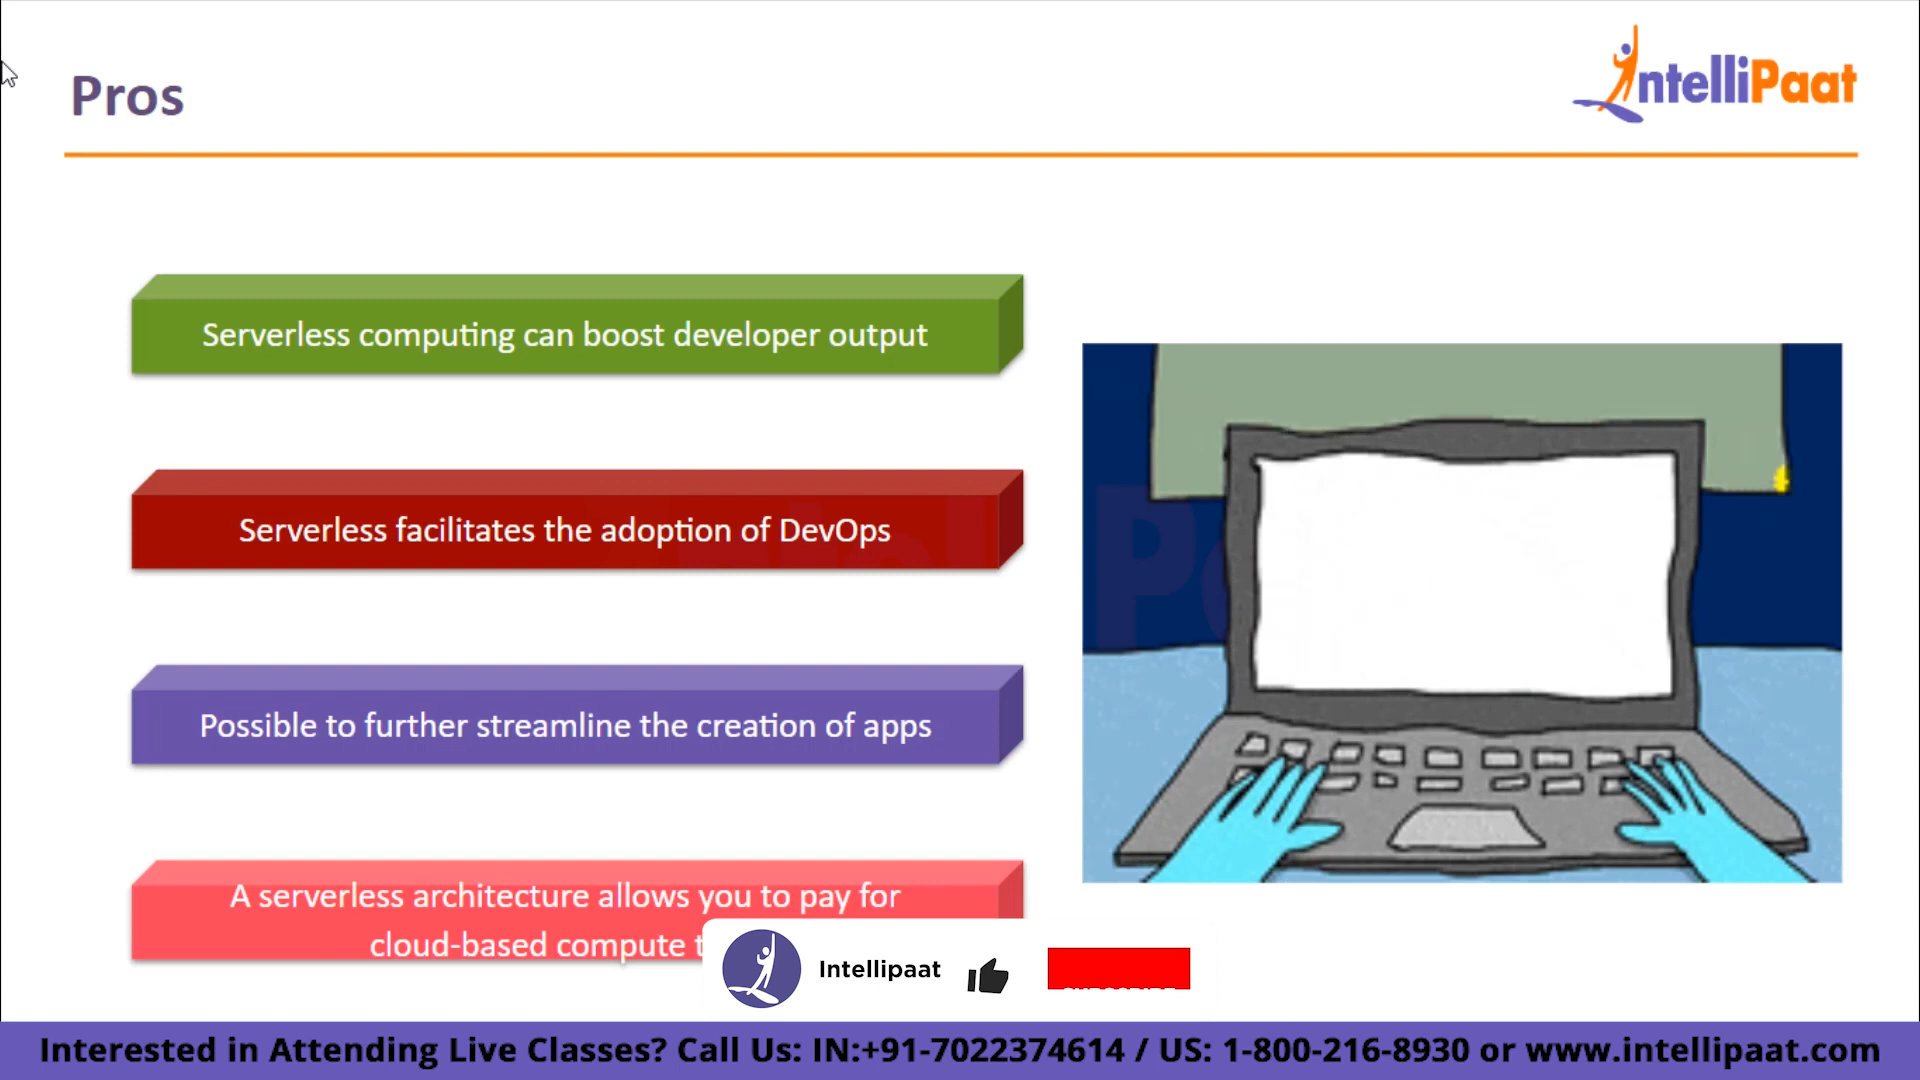 Pros
IntelliPaat
Serverless computing can boost developer output
Serverless facilitates the adoption of DevOps
Possible to further streamline the creation of apps
A serverless architecture allows you to pay for
cloud-based compute
Intellipaat
Interested in Attending Live Classes? Call Us: IN:+91-7022374614 / US: 1-800-216-8930 or www.intellipaat.com